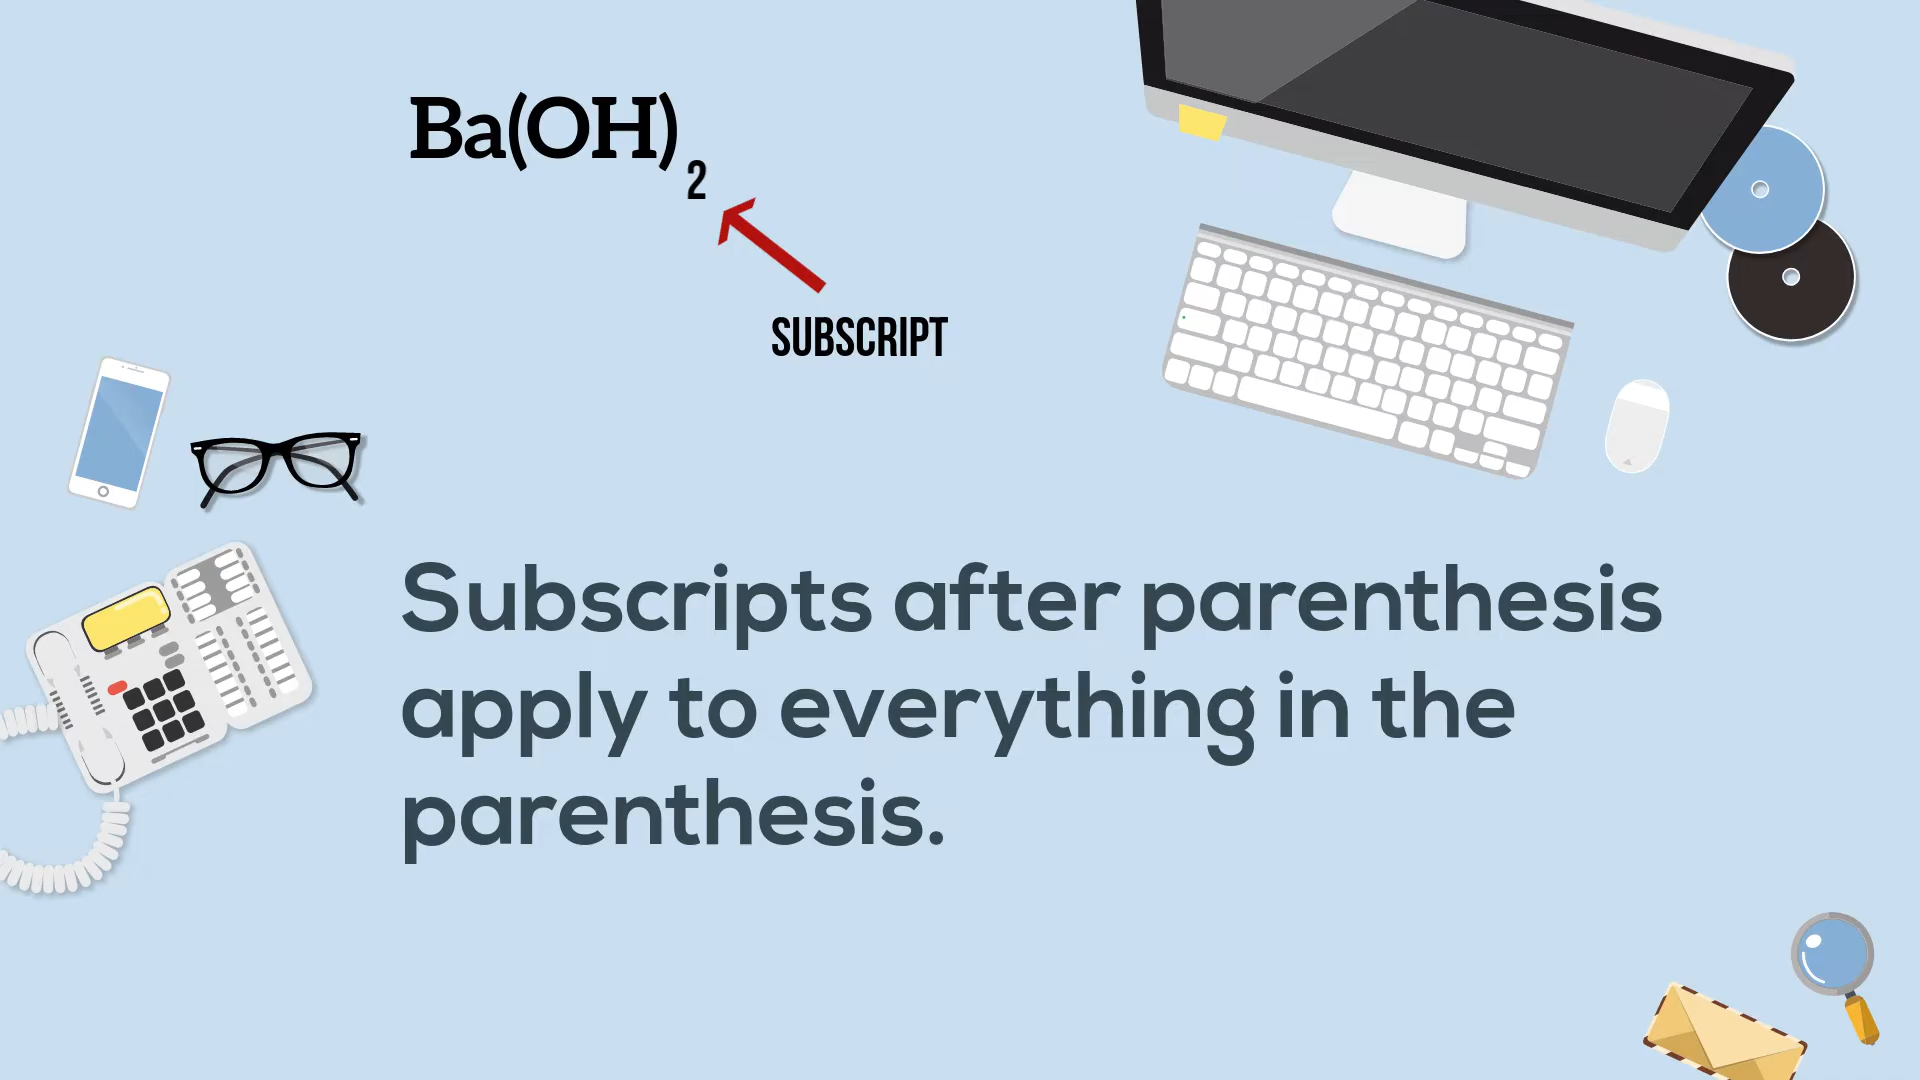 Ba(OH)2
SUBSCRIPT
Subscripts after parenthesis
apply to everything in the
parenthesis.